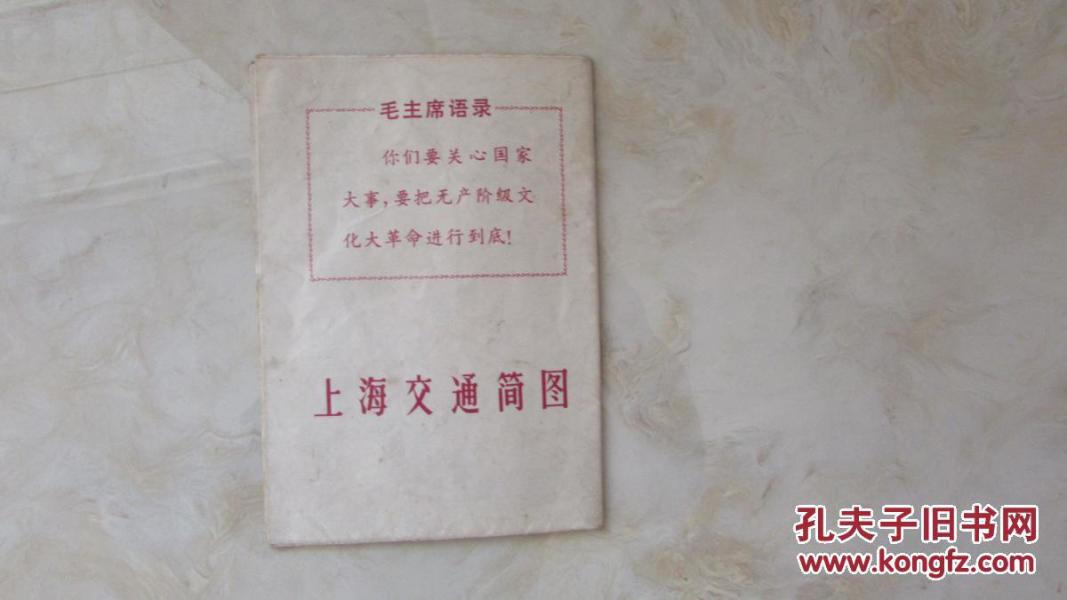 毛主席语录
你们要关心国家
大事，要把无产阶级文
化大革命进行到底！
上海交通简图
孔夫子旧书网
www.kongfz.com